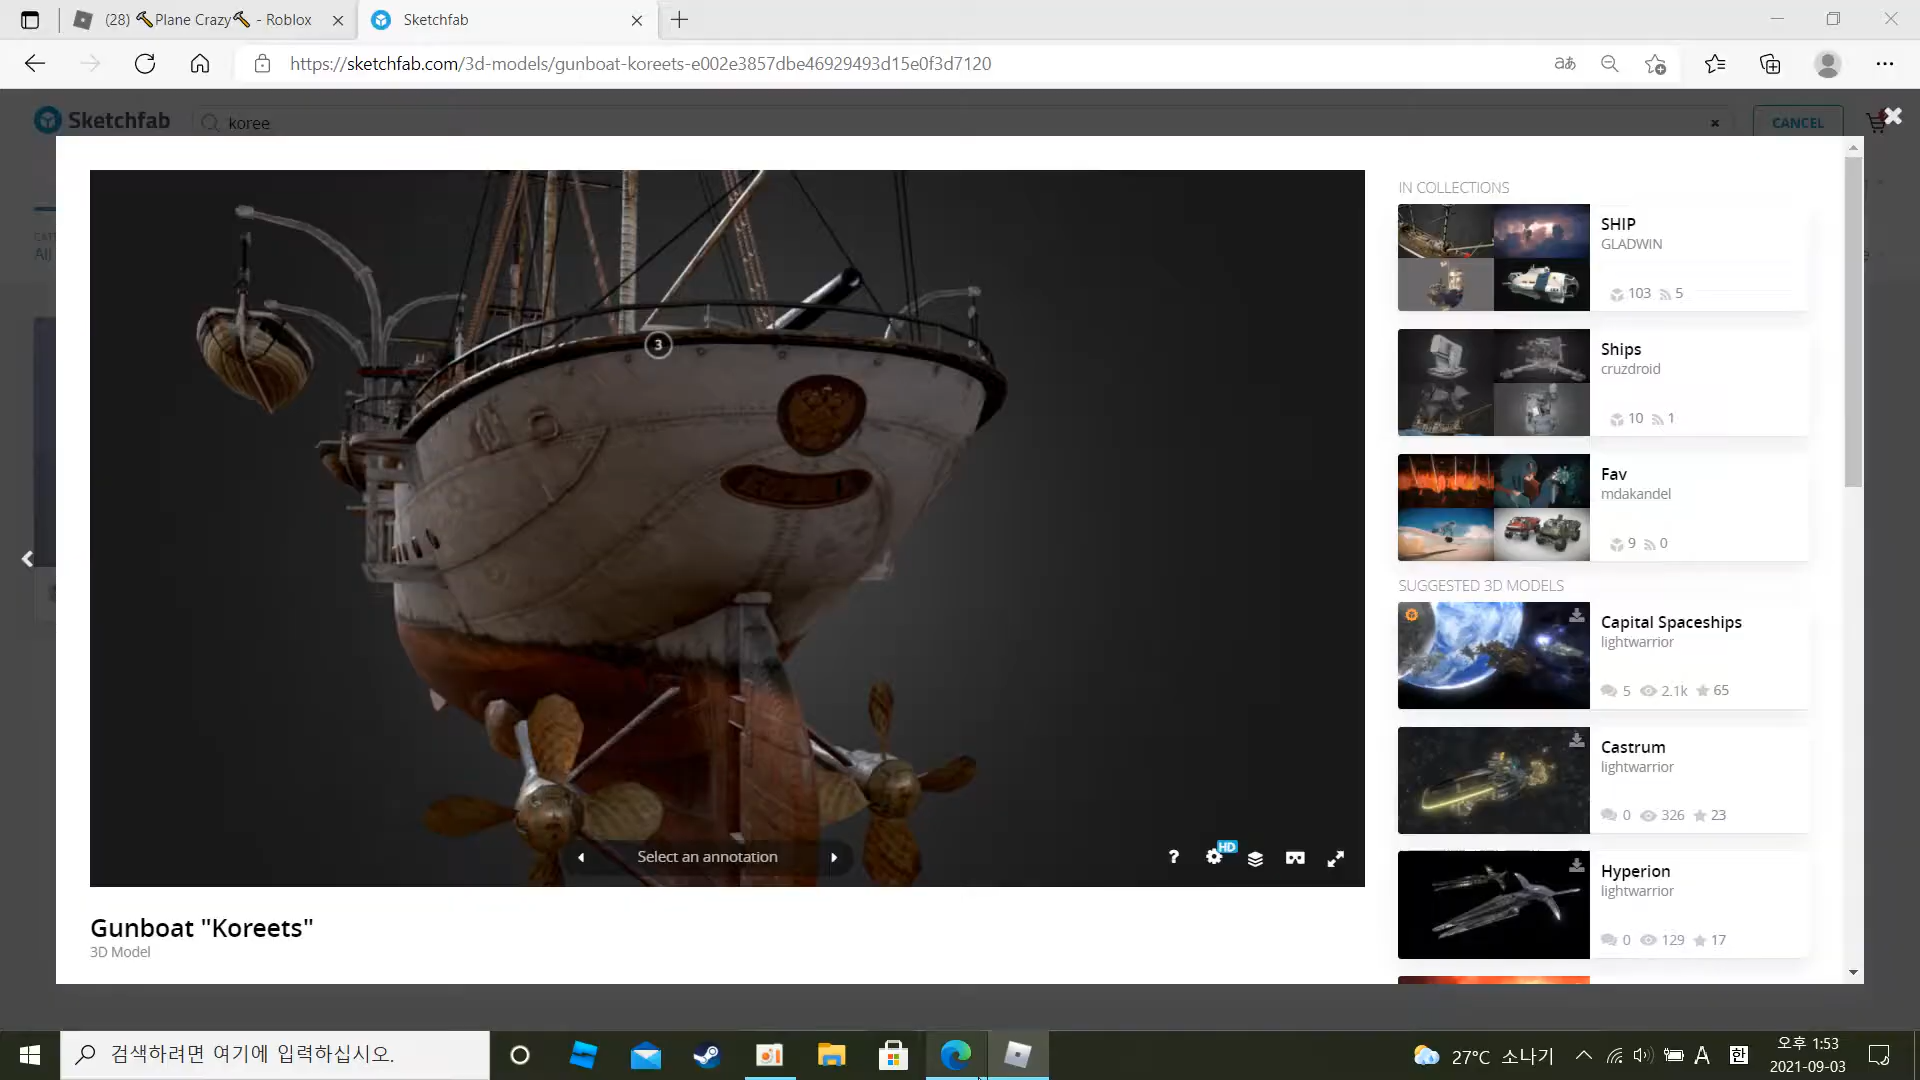 (28) 🔨Plane Crazy🔨 - Roblox
Sketchfab
https://sketchfab.com/3d-models/gunboat-koreets-e002e3857dbe46929493d15e0f3d7120
Sketchfab
koree
CANCEL
3
Select an annotation
?
HD
Gunboat "Koreets"
3D Model
IN COLLECTIONS
SHIP
GLADWIN
103 5
Ships
cruzdroid
10 1
Fav
mdakandel
9 0
SUGGESTED 3D MODELS
Capital Spaceships
lightwarrior
5 2.1k 65
Castrum
lightwarrior
0 326 23
Hyperion
lightwarrior
0 129 17
검색하려면 여기에 입력하십시오.
27°C 소나기
A
한
오후 1:53
2021-09-03